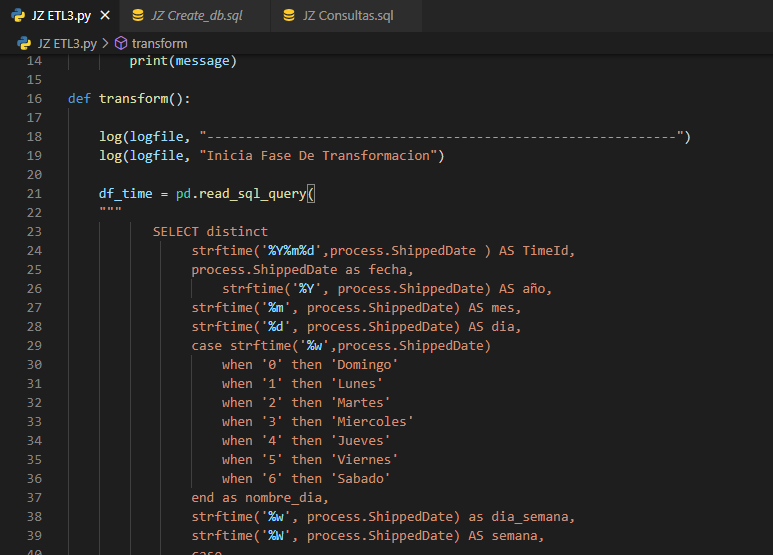 JZ ETL3.py × JZ Create_db.sql JZ Consultas.sql
JZ ETL3.py > transform
14 print(message)
15
16 def transform():
17
18 log(logfile, "-------------------------------------------------------------")
19 log(logfile, "Inicia Fase De Transformacion")
20
21 df_time = pd.read_sql_query(
22 """
23 SELECT distinct
24 strftime('%Y%m%d',process.ShippedDate ) AS TimeId,
25 process.ShippedDate as fecha,
26 strftime('%Y', process.ShippedDate) AS año,
27 strftime('%m', process.ShippedDate) AS mes,
28 strftime('%d', process.ShippedDate) AS dia,
29 case strftime('%w',process.ShippedDate)
30 when '0' then 'Domingo'
31 when '1' then 'Lunes'
32 when '2' then 'Martes'
33 when '3' then 'Miercoles'
34 when '4' then 'Jueves'
35 when '5' then 'Viernes'
36 when '6' then 'Sabado'
37 end as nombre_dia,
38 strftime('%w', process.ShippedDate) as dia_semana,
39 strftime('%W', process.ShippedDate) AS semana,
40 case